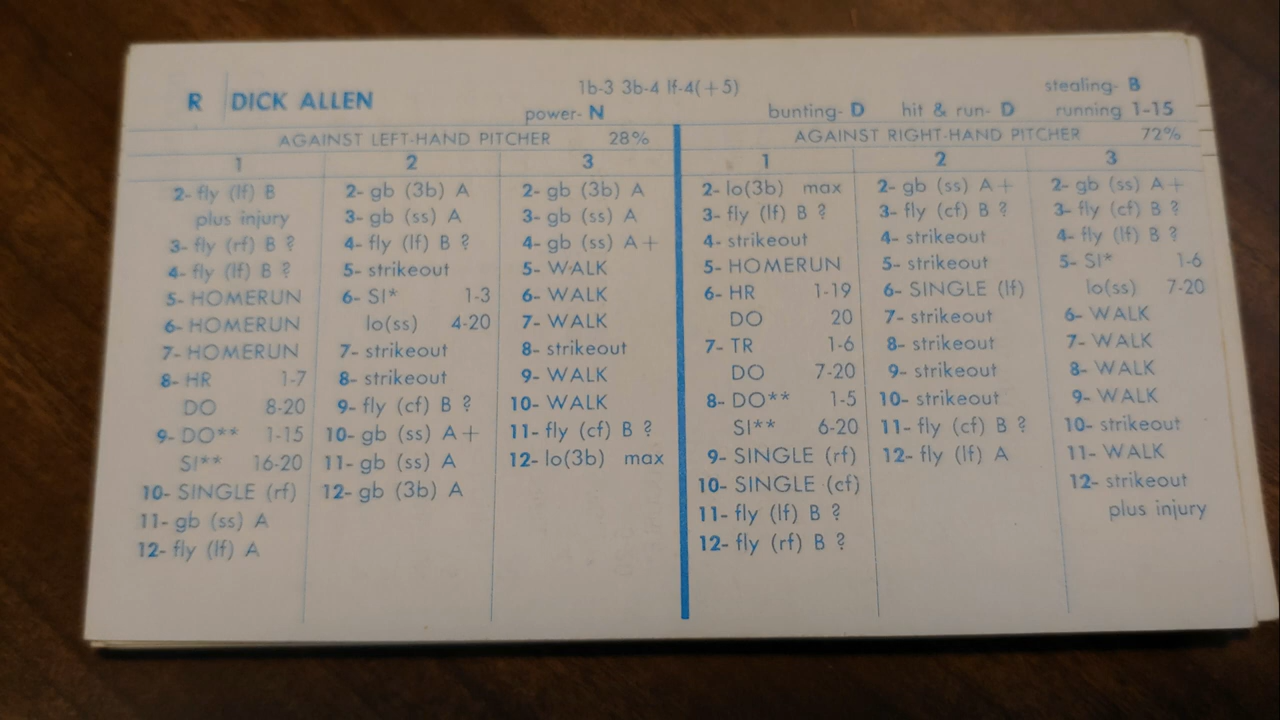 1b-3 3b-4 lf-4(+5)
stealing- B
R DICK ALLEN
power- N
bunting- D hit & run- D running 1-15
AGAINST LEFT-HAND PITCHER 28%
1
2- fly (lf) B
plus injury
3- fly (rf) B ?
4- fly (lf) B ?
5- HOMERUN
6- HOMERUN
7- HOMERUN
8- HR 1-7
DO 8-20
9- DO** 1-15
SI** 16-20
10- SINGLE (rf)
11- gb (ss) A
12- fly (lf) A
2
2- gb (3b) A
3- gb (ss) A
4- fly (lf) B ?
5- strikeout
6- SI* 1-3
lo(ss) 4-20
7- strikeout
8- strikeout
9- fly (cf) B ?
10- gb (ss) A+
11- gb (ss) A
12- gb (3b) A
3
2- gb (3b) A
3- gb (ss) A
4- gb (ss) A+
5- WALK
6- WALK
7- WALK
8- strikeout
9- WALK
10- WALK
11- fly (cf) B ?
12- lo(3b) max
AGAINST RIGHT-HAND PITCHER 72%
1
2- lo(3b) max
3- fly (lf) B ?
4- strikeout
5- HOMERUN
6- HR 1-19
DO 20
7- TR 1-6
DO 7-20
8- DO** 1-5
SI** 6-20
9- SINGLE (rf)
10- SINGLE (cf)
11- fly (lf) B ?
12- fly (rf) B ?
2
2- gb (ss) A+
3- fly (cf) B ?
4- strikeout
5- strikeout
6- SINGLE (lf)
7- strikeout
8- strikeout
9- strikeout
10- strikeout
11- fly (cf) B ?
12- fly (lf) A
3
2- gb (ss) A+
3- fly (cf) B ?
4- fly (lf) B ?
5- SI* 1-6
lo(ss) 7-20
6- WALK
7- WALK
8- WALK
9- WALK
10- strikeout
11- WALK
12- strikeout
plus injury